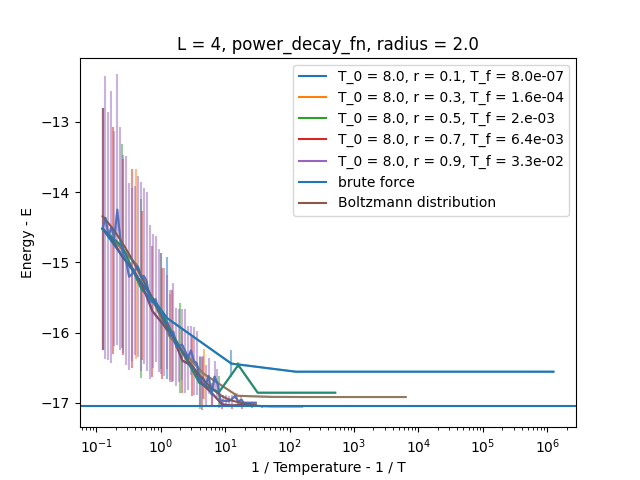 L = 4, power_decay_fn, radius = 2.0
T_0 = 8.0, r = 0.1, T_f = 8.0e-07
T_0 = 8.0, r = 0.3, T_f = 1.6e-04
T_0 = 8.0, r = 0.5, T_f = 2.e-03
T_0 = 8.0, r = 0.7, T_f = 6.4e-03
T_0 = 8.0, r = 0.9, T_f = 3.3e-02
brute force
Boltzmann distribution
Energy - E
−13
−14
−15
−16
−17
10⁻¹ 10⁰ 10¹ 10² 10³ 10⁴ 10⁵ 10⁶
1 / Temperature - 1 / T